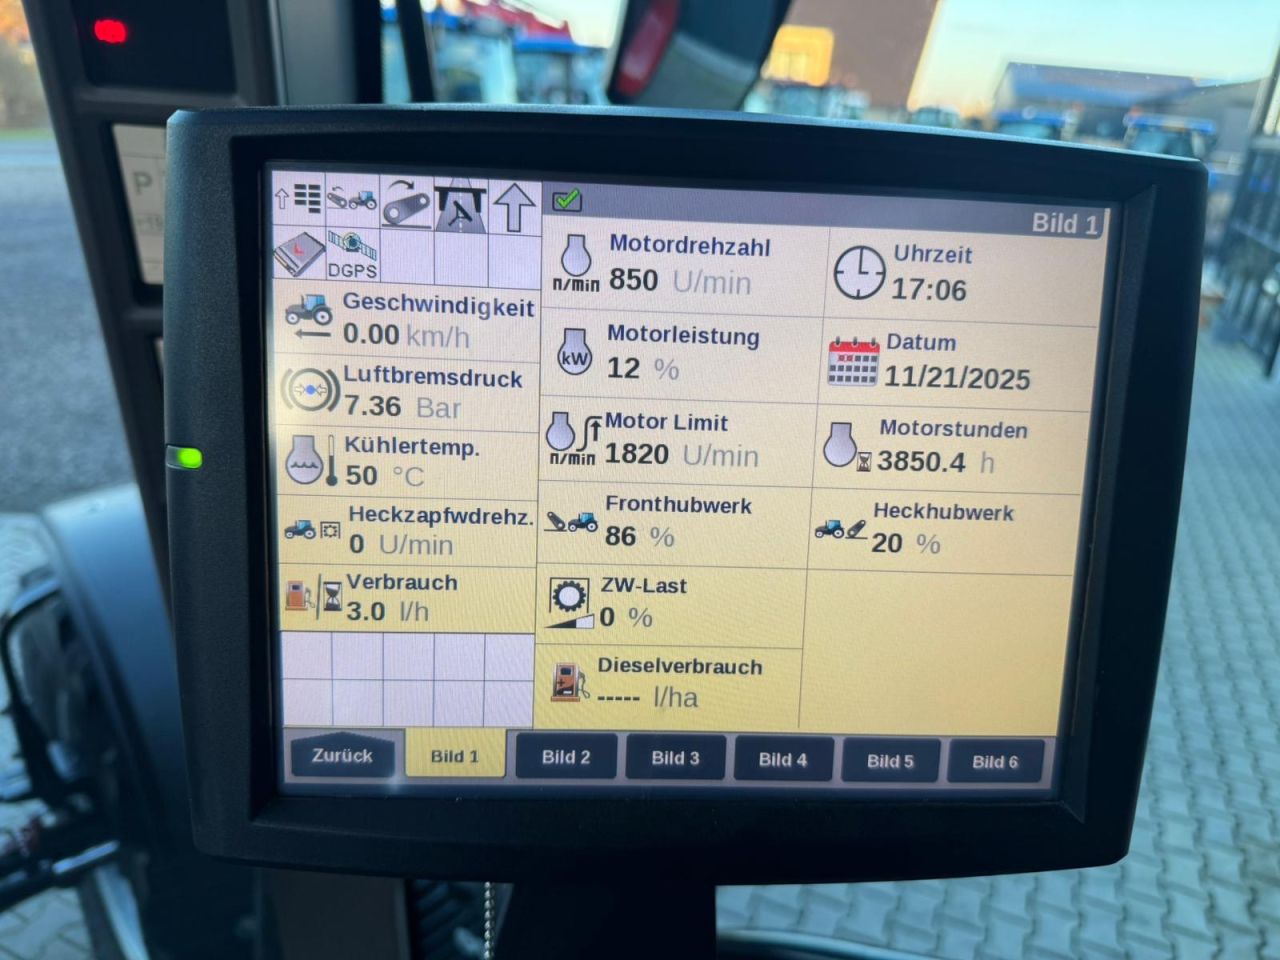 P
DGPS
Bild 1
Geschwindigkeit
0.00 km/h
Luftbremsdruck
7.36 Bar
Kühlertemp.
50 °C
Heckzapfwdrehz.
0 U/min
Verbrauch
3.0 l/h
n/min
Motordrehzahl
850 U/min
kW
Motorleistung
12 %
n/min
Motor Limit
1820 U/min
Fronthubwerk
86 %
ZW-Last
0 %
Dieselverbrauch
----- l/ha
Uhrzeit
17:06
Datum
11/21/2025
Motorstunden
3850.4 h
Heckhubwerk
20 %
Zurück
Bild 1
Bild 2
Bild 3
Bild 4
Bild 5
Bild 6